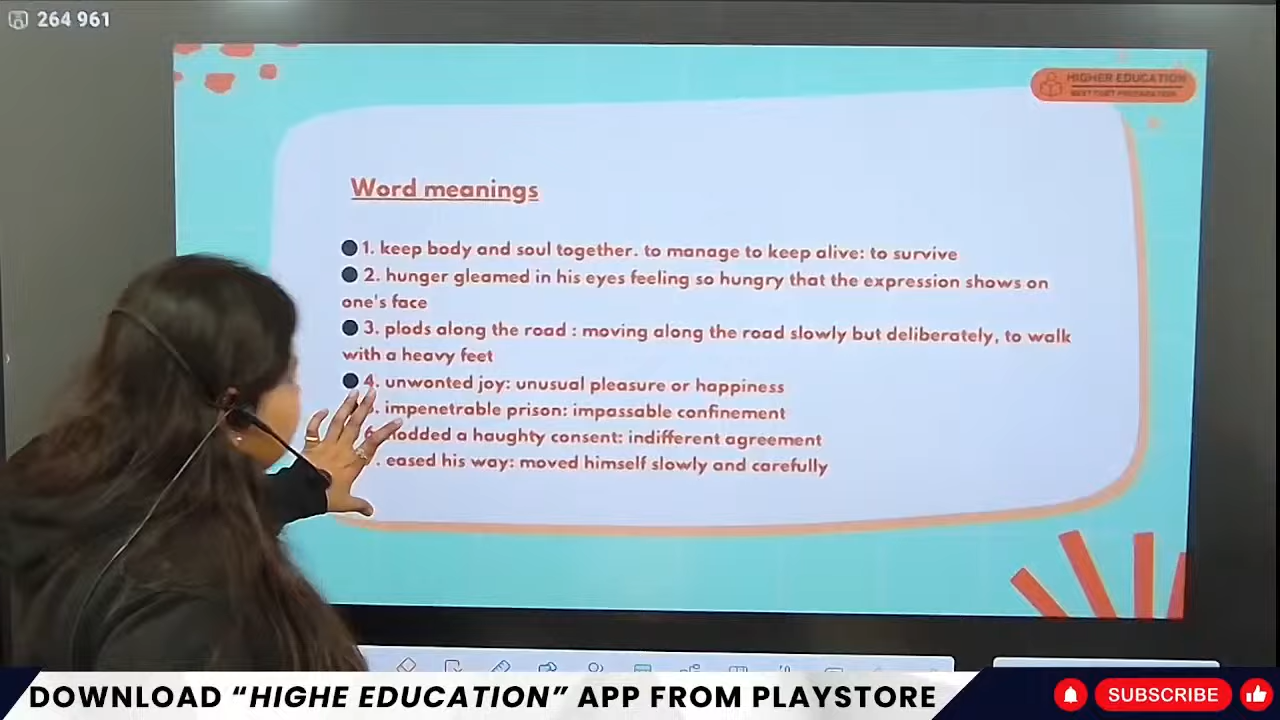 264 961
HIGHER EDUCATION
Word meanings
1. keep body and soul together. to manage to keep alive: to survive
2. hunger gleamed in his eyes feeling so hungry that the expression shows on
one's face
3. plods along the road : moving along the road slowly but deliberately, to walk
with a heavy feet
4. unwonted joy: unusual pleasure or happiness
impenetrable prison: impassable confinement
nodded a haughty consent: indifferent agreement
. eased his way: moved himself slowly and carefully
DOWNLOAD “HIGHE EDUCATION” APP FROM PLAYSTORE
SUBSCRIBE